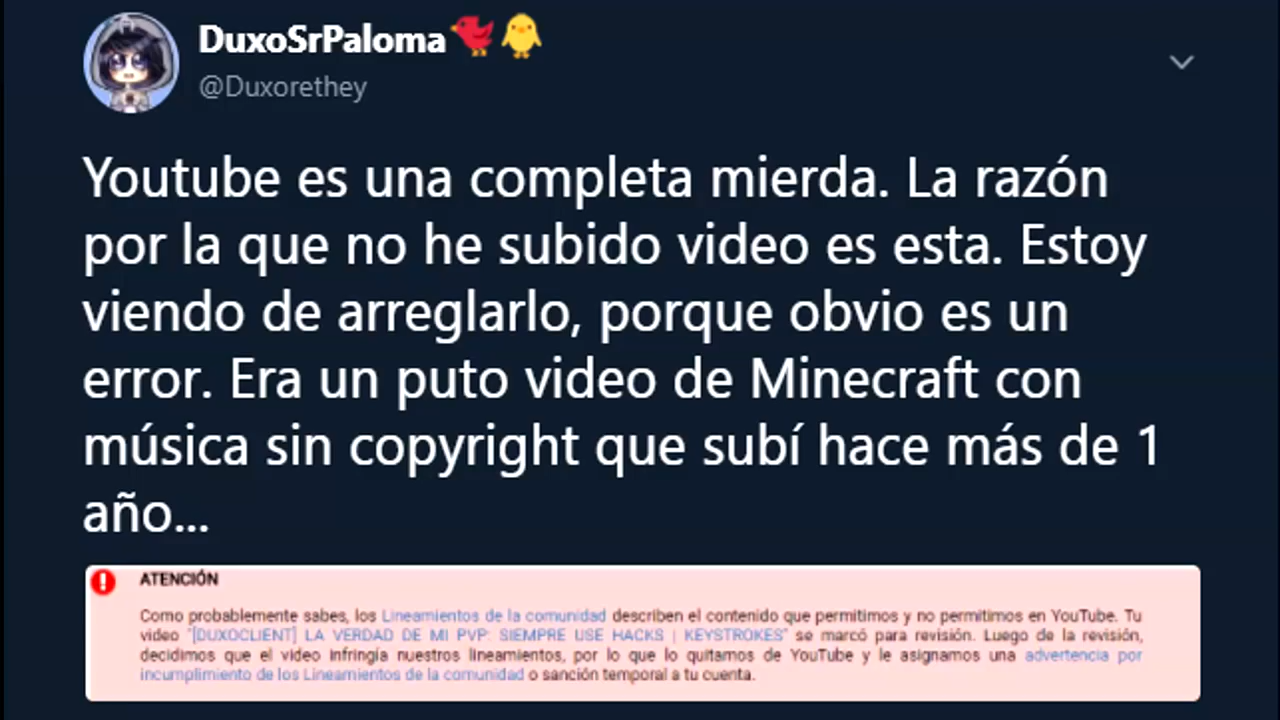 DuxoSrPaloma
@Duxorethey
Youtube es una completa mierda. La razón
por la que no he subido video es esta. Estoy
viendo de arreglarlo, porque obvio es un
error. Era un puto video de Minecraft con
música sin copyright que subí hace más de 1
año...
ATENCIÓN
Como probablemente sabes, los Lineamientos de la comunidad describen el contenido que permitimos y no permitimos en YouTube. Tu
video "[DUXOCLIENT] LA VERDAD DE MI PVP: SIEMPRE USE HACKS | KEYSTROKES" se marcó para revisión. Luego de la revisión,
decidimos que el video infringía nuestros lineamientos, por lo que lo quitamos de YouTube y le asignamos una advertencia por
incumplimiento de los Lineamientos de la comunidad o sanción temporal a tu cuenta.